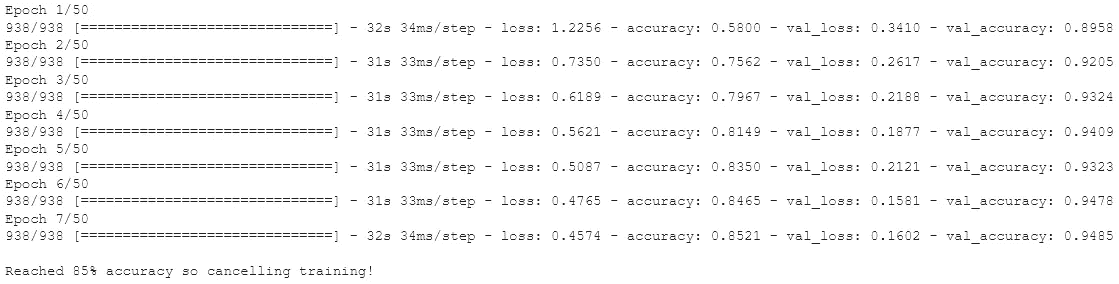 Epoch 1/50
938/938 [==============================] - 32s 34ms/step - loss: 1.2256 - accuracy: 0.5800 - val_loss: 0.3410 - val_accuracy: 0.8958
Epoch 2/50
938/938 [==============================] - 31s 33ms/step - loss: 0.7350 - accuracy: 0.7562 - val_loss: 0.2617 - val_accuracy: 0.9205
Epoch 3/50
938/938 [==============================] - 31s 33ms/step - loss: 0.6189 - accuracy: 0.7967 - val_loss: 0.2188 - val_accuracy: 0.9324
Epoch 4/50
938/938 [==============================] - 31s 33ms/step - loss: 0.5621 - accuracy: 0.8149 - val_loss: 0.1877 - val_accuracy: 0.9409
Epoch 5/50
938/938 [==============================] - 31s 33ms/step - loss: 0.5087 - accuracy: 0.8350 - val_loss: 0.2121 - val_accuracy: 0.9323
Epoch 6/50
938/938 [==============================] - 31s 33ms/step - loss: 0.4765 - accuracy: 0.8465 - val_loss: 0.1581 - val_accuracy: 0.9478
Epoch 7/50
938/938 [==============================] - 32s 34ms/step - loss: 0.4574 - accuracy: 0.8521 - val_loss: 0.1602 - val_accuracy: 0.9485
Reached 85% accuracy so cancelling training!